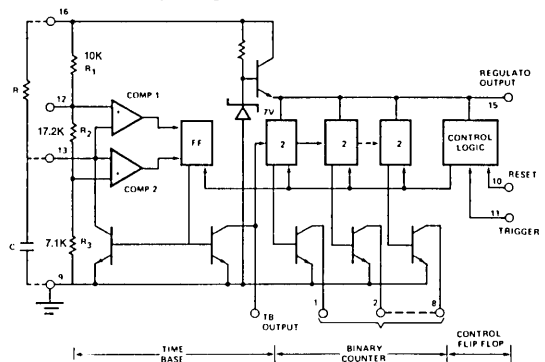 16
10K
R1
12
COMP 1
R
17.2K
R2
13
COMP 2
7.1K
R3
C
9
FF
7V
REGULATO
OUTPUT
15
2
2
2
CONTROL
LOGIC
10
RESET
11
TRIGGER
TB
OUTPUT
1
2
8
TIME
BASE
BINARY
COUNTER
CONTROL
FLIP FLOP